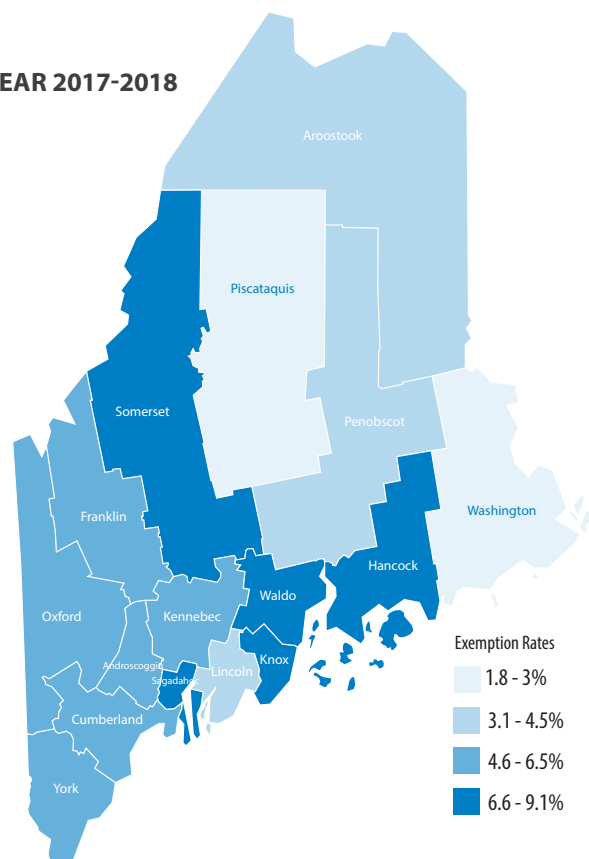 EAR 2017-2018
Aroostook
Piscataquis
Somerset
Penobscot
Washington
Franklin
Hancock
Waldo
Oxford
Kennebec
Androscoggin
Sagadahoc
Lincoln
Knox
Cumberland
York
Exemption Rates
1.8 - 3%
3.1 - 4.5%
4.6 - 6.5%
6.6 - 9.1%